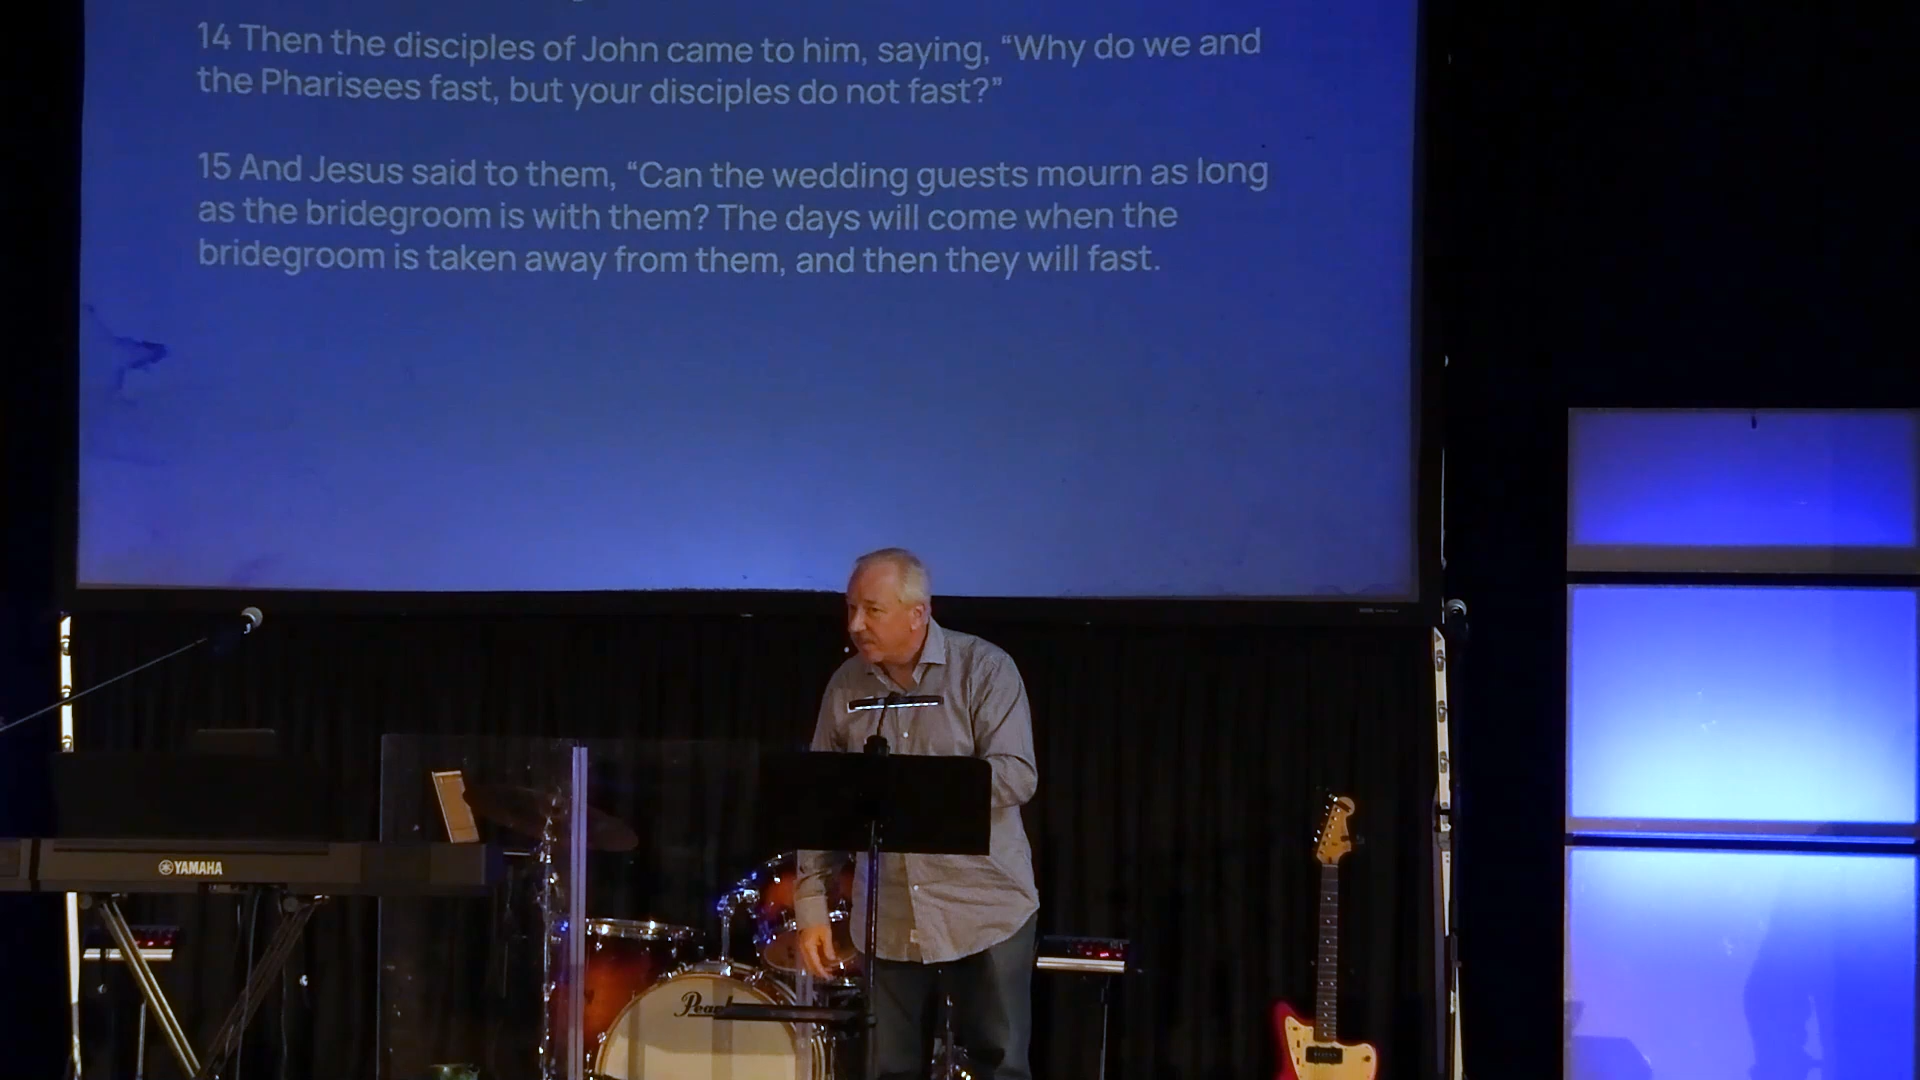 14 Then the disciples of John came to him, saying, “Why do we and
the Pharisees fast, but your disciples do not fast?”
15 And Jesus said to them, “Can the wedding guests mourn as long
as the bridegroom is with them? The days will come when the
bridegroom is taken away from them, and then they will fast.
YAMAHA
Pearl